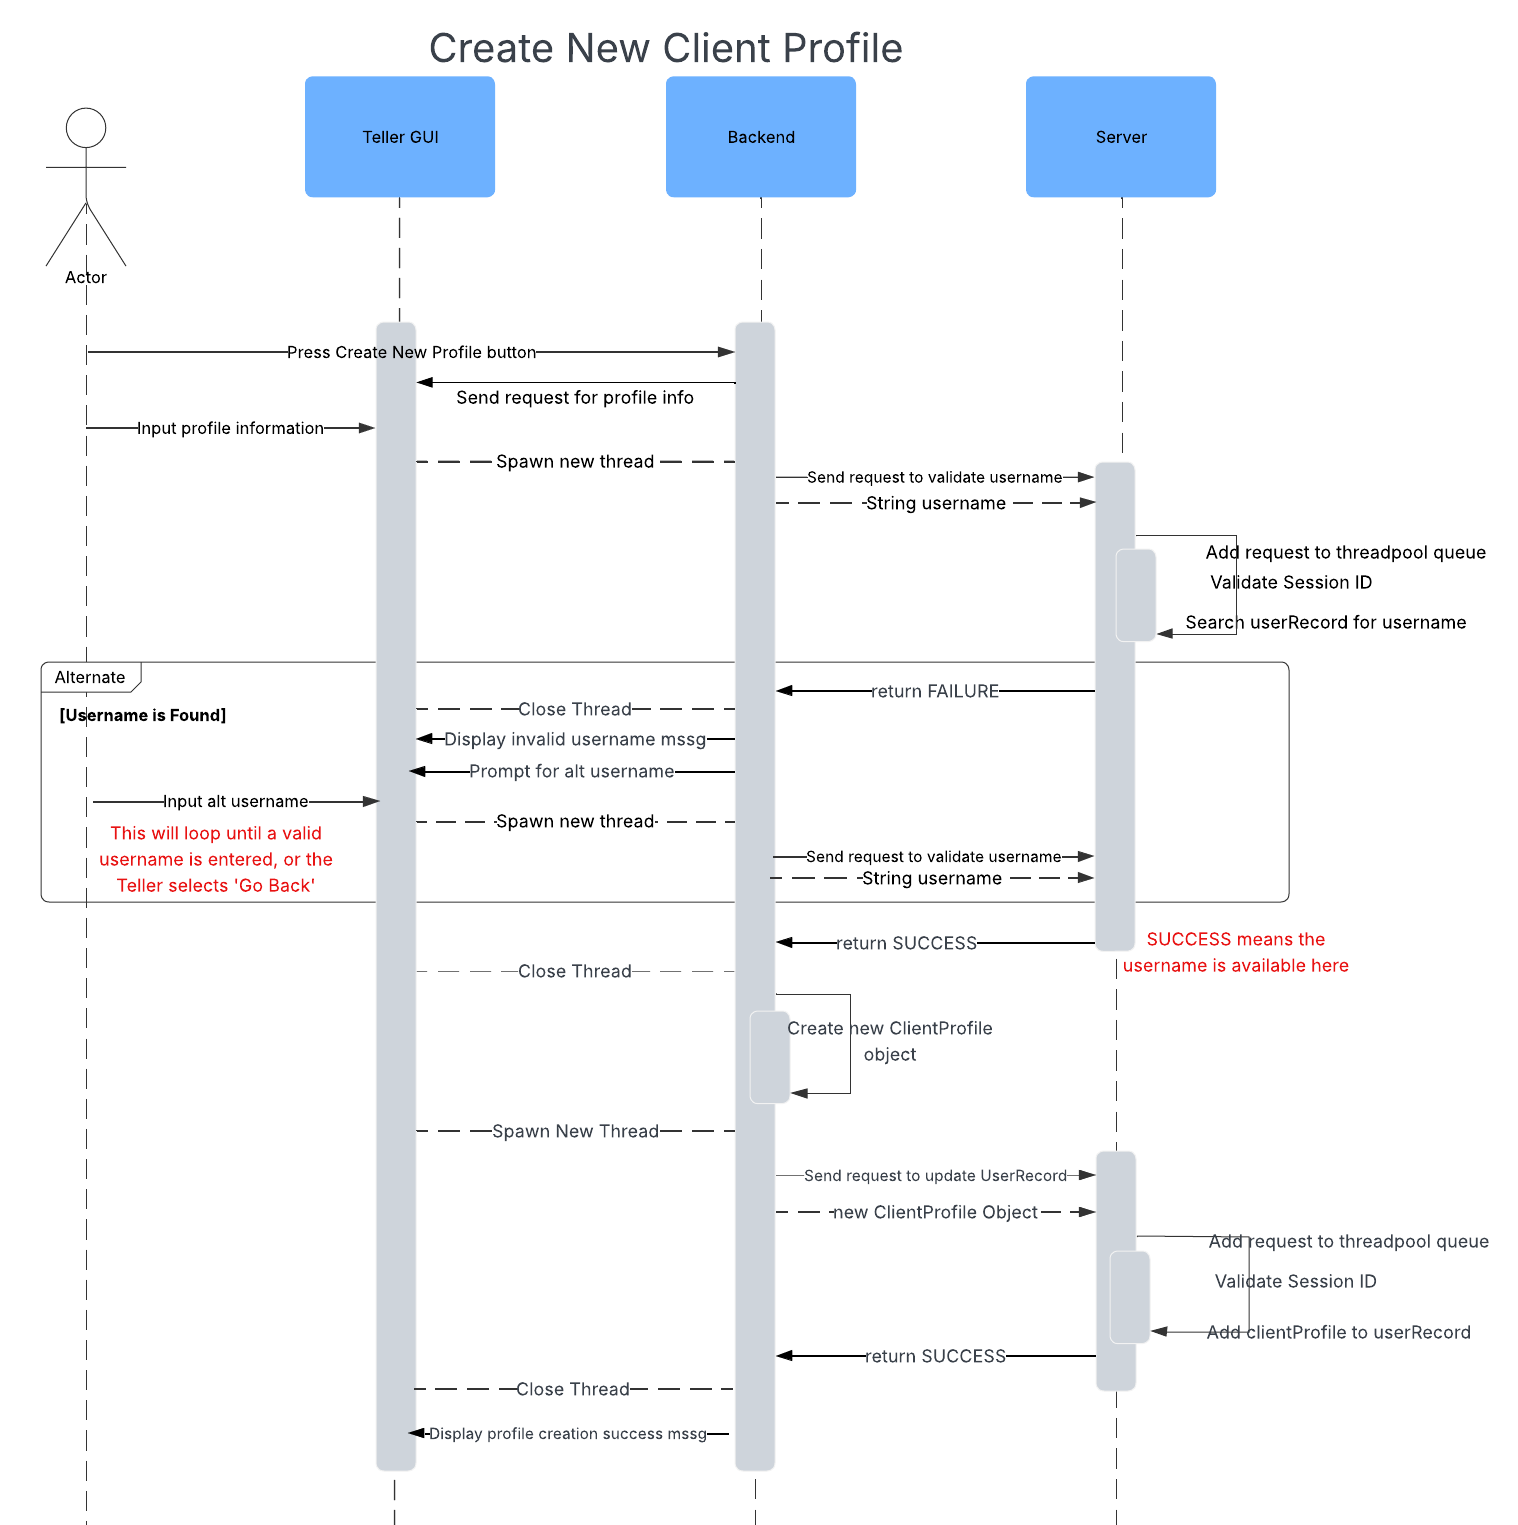 Create New Client Profile
Teller GUI
Backend
Server
Actor
Press Create New Profile button
Send request for profile info
Input profile information
Spawn new thread
Send request to validate username
String username
Add request to threadpool queue
Validate Session ID
Search userRecord for username
Alternate
return FAILURE
[Username is Found]
Close Thread
Display invalid username mssg
Prompt for alt username
Input alt username
Spawn new thread
This will loop until a valid
username is entered, or the
Teller selects 'Go Back'
Send request to validate username
String username
return SUCCESS
SUCCESS means the
username is available here
Close Thread
Create new ClientProfile
object
Spawn New Thread
Send request to update UserRecord
new ClientProfile Object
Add request to threadpool queue
Validate Session ID
Add clientProfile to userRecord
return SUCCESS
Close Thread
Display profile creation success mssg